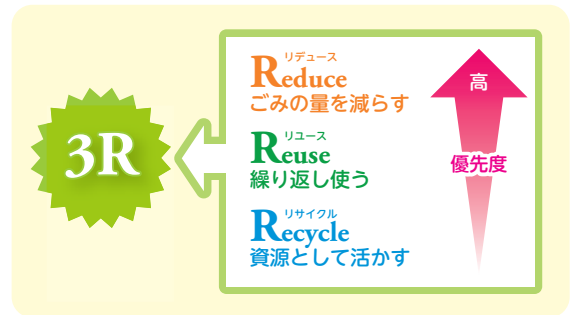 3R
リデュース
Reduce
ごみの量を減らす
リユース
Reuse
繰り返し使う
リサイクル
Recycle
資源として活かす
高
優先度